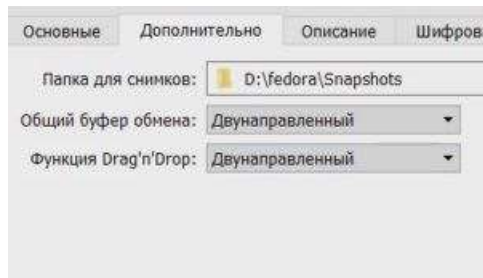 Основные Дополнительно Описание Шифров
Папка для снимков: D:\fedora\Snapshots
Общий буфер обмена: Двунаправленный
Функция Drag'n'Drop: Двунаправленный